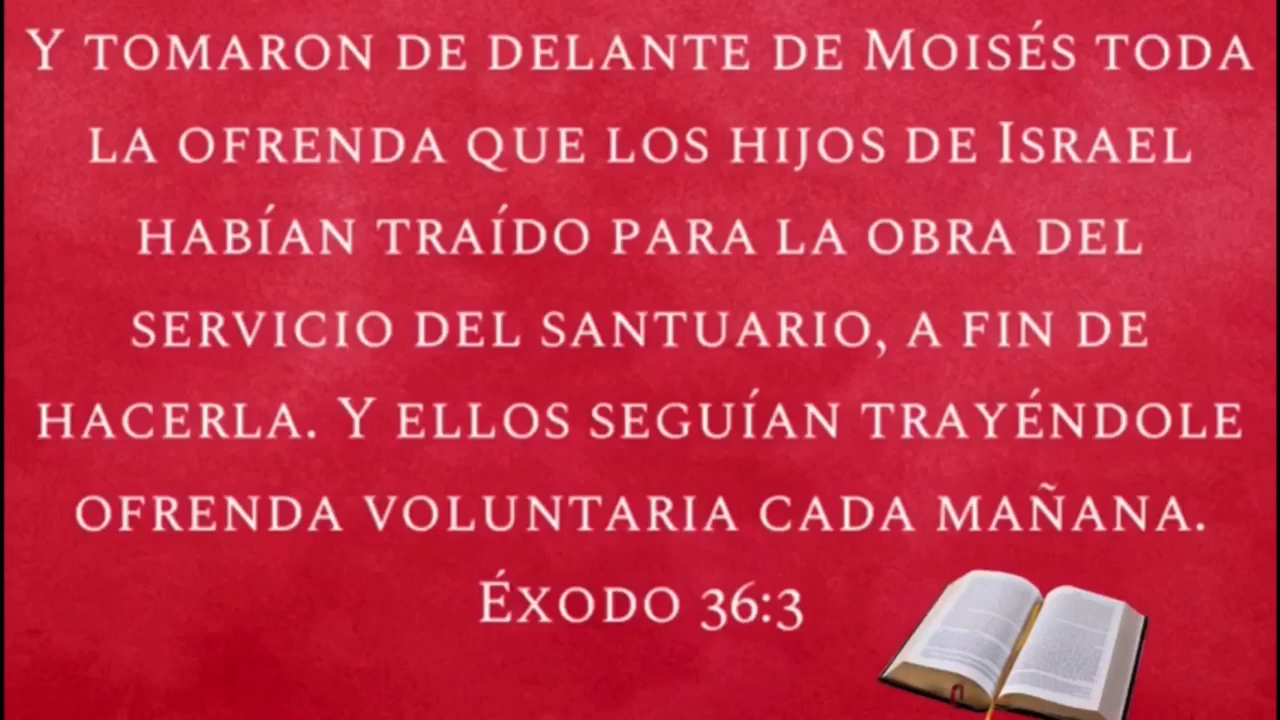 Y TOMARON DE DELANTE DE MOISÉS TODA
LA OFRENDA QUE LOS HIJOS DE ISRAEL
HABÍAN TRAÍDO PARA LA OBRA DEL
SERVICIO DEL SANTUARIO, A FIN DE
HACERLA. Y ELLOS SEGUÍAN TRAYÉNDOLE
OFRENDA VOLUNTARIA CADA MAÑANA.
ÉXODO 36:3